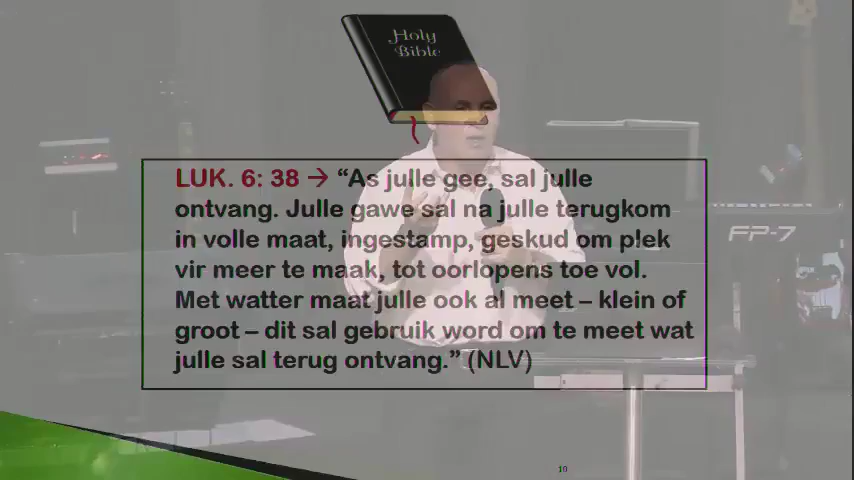 Holy
Bible
LUK. 6: 38 → “As julle gee, sal julle
ontvang. Julle gawe sal na julle terugkom
in volle maat, ingestamp, geskud om plek
vir meer te maak, tot oorlopens toe vol.
Met watter maat julle ook al meet – klein of
groot – dit sal gebruik word om te meet wat
julle sal terug ontvang.” (NLV)
FP-7
10